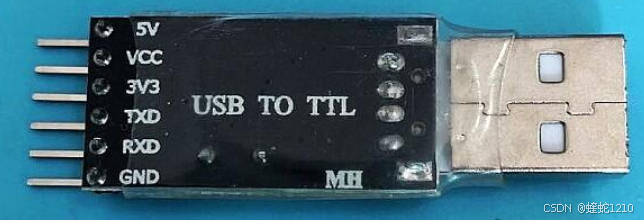 5V
VCC
3V3
TXD
RXD
GND
USB TO TTL
MH
CSDN @蝰蛇1210